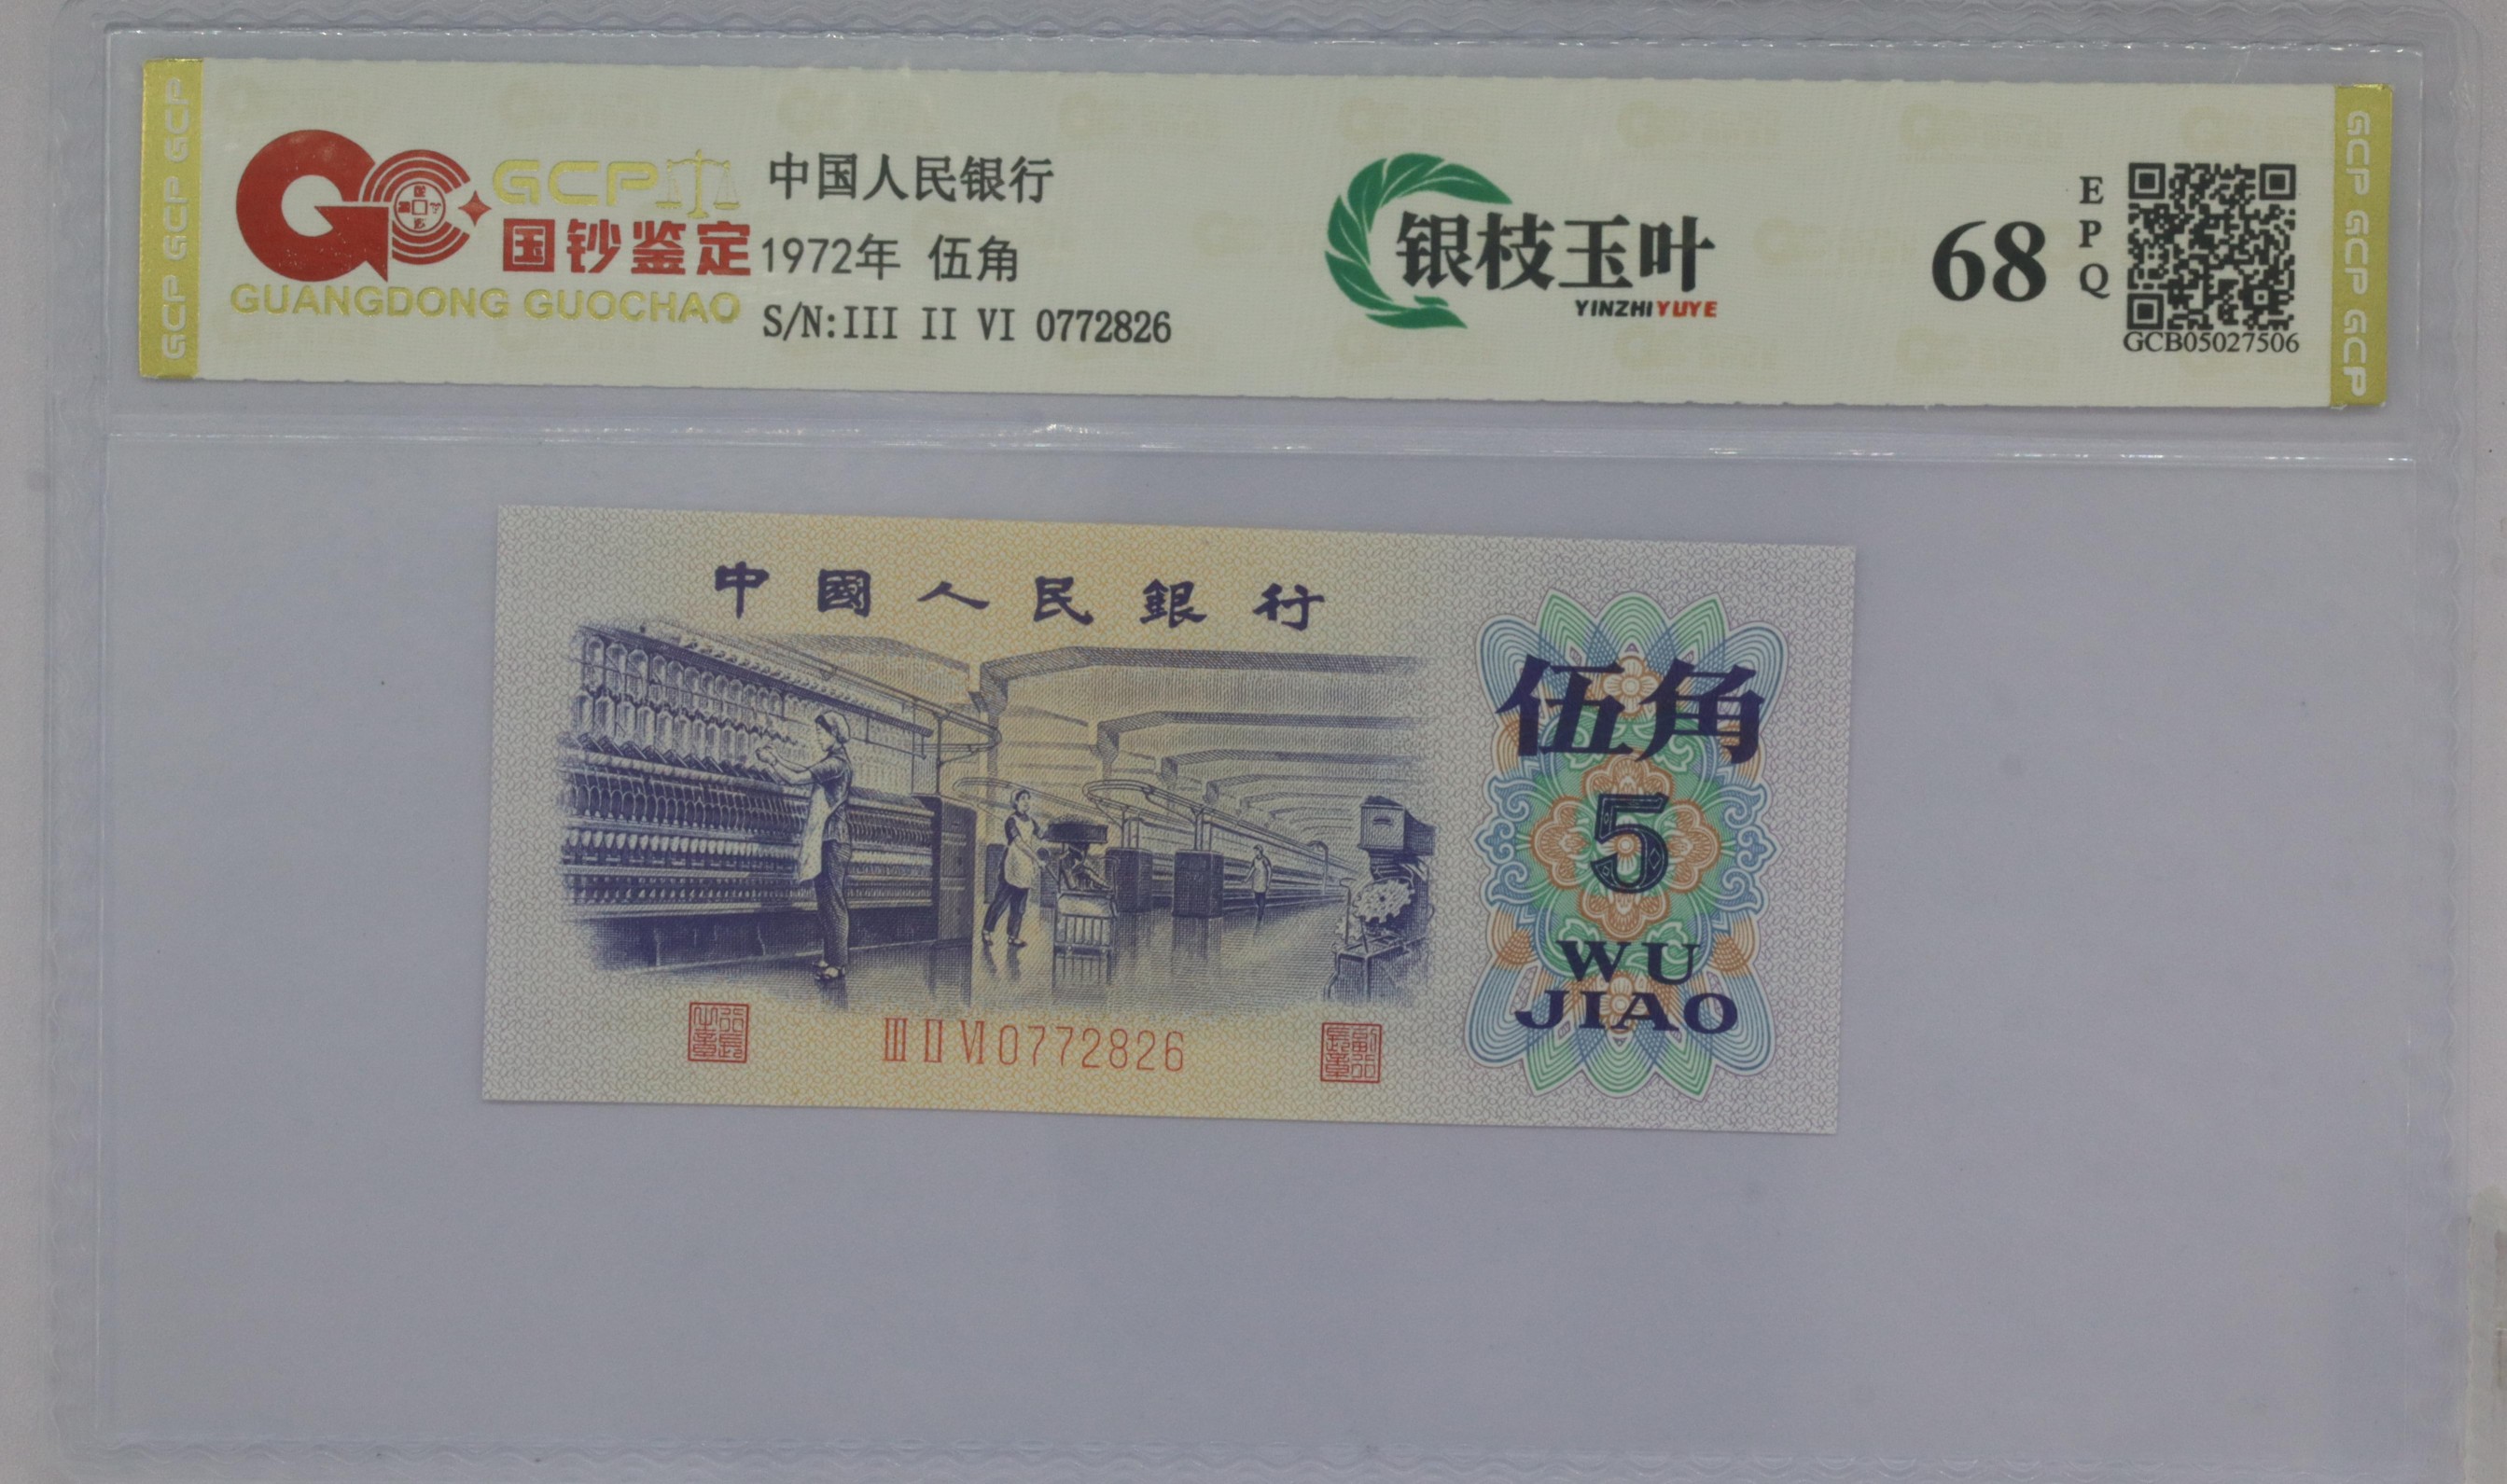 GCP GCP GCP
GCP
国钞鉴定
GUANGDONG GUOCHAO
中国人民银行
1972年 伍角
S/N:III II VI 0772826
银枝玉叶
YINZHIYUYE
68
EPQ
GCB05027506
GCP GCP GCP
中國人民銀行
伍角
5
WU
JIAO
III II VI 0772826